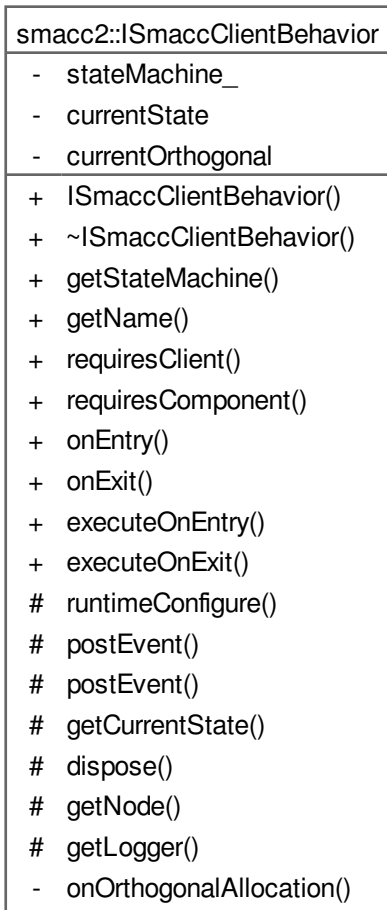 smacc2::ISmaccClientBehavior
- stateMachine_
- currentState
- currentOrthogonal
+ ISmaccClientBehavior()
+ ~ISmaccClientBehavior()
+ getStateMachine()
+ getName()
+ requiresClient()
+ requiresComponent()
+ onEntry()
+ onExit()
+ executeOnEntry()
+ executeOnExit()
# runtimeConfigure()
# postEvent()
# postEvent()
# getCurrentState()
# dispose()
# getNode()
# getLogger()
- onOrthogonalAllocation()